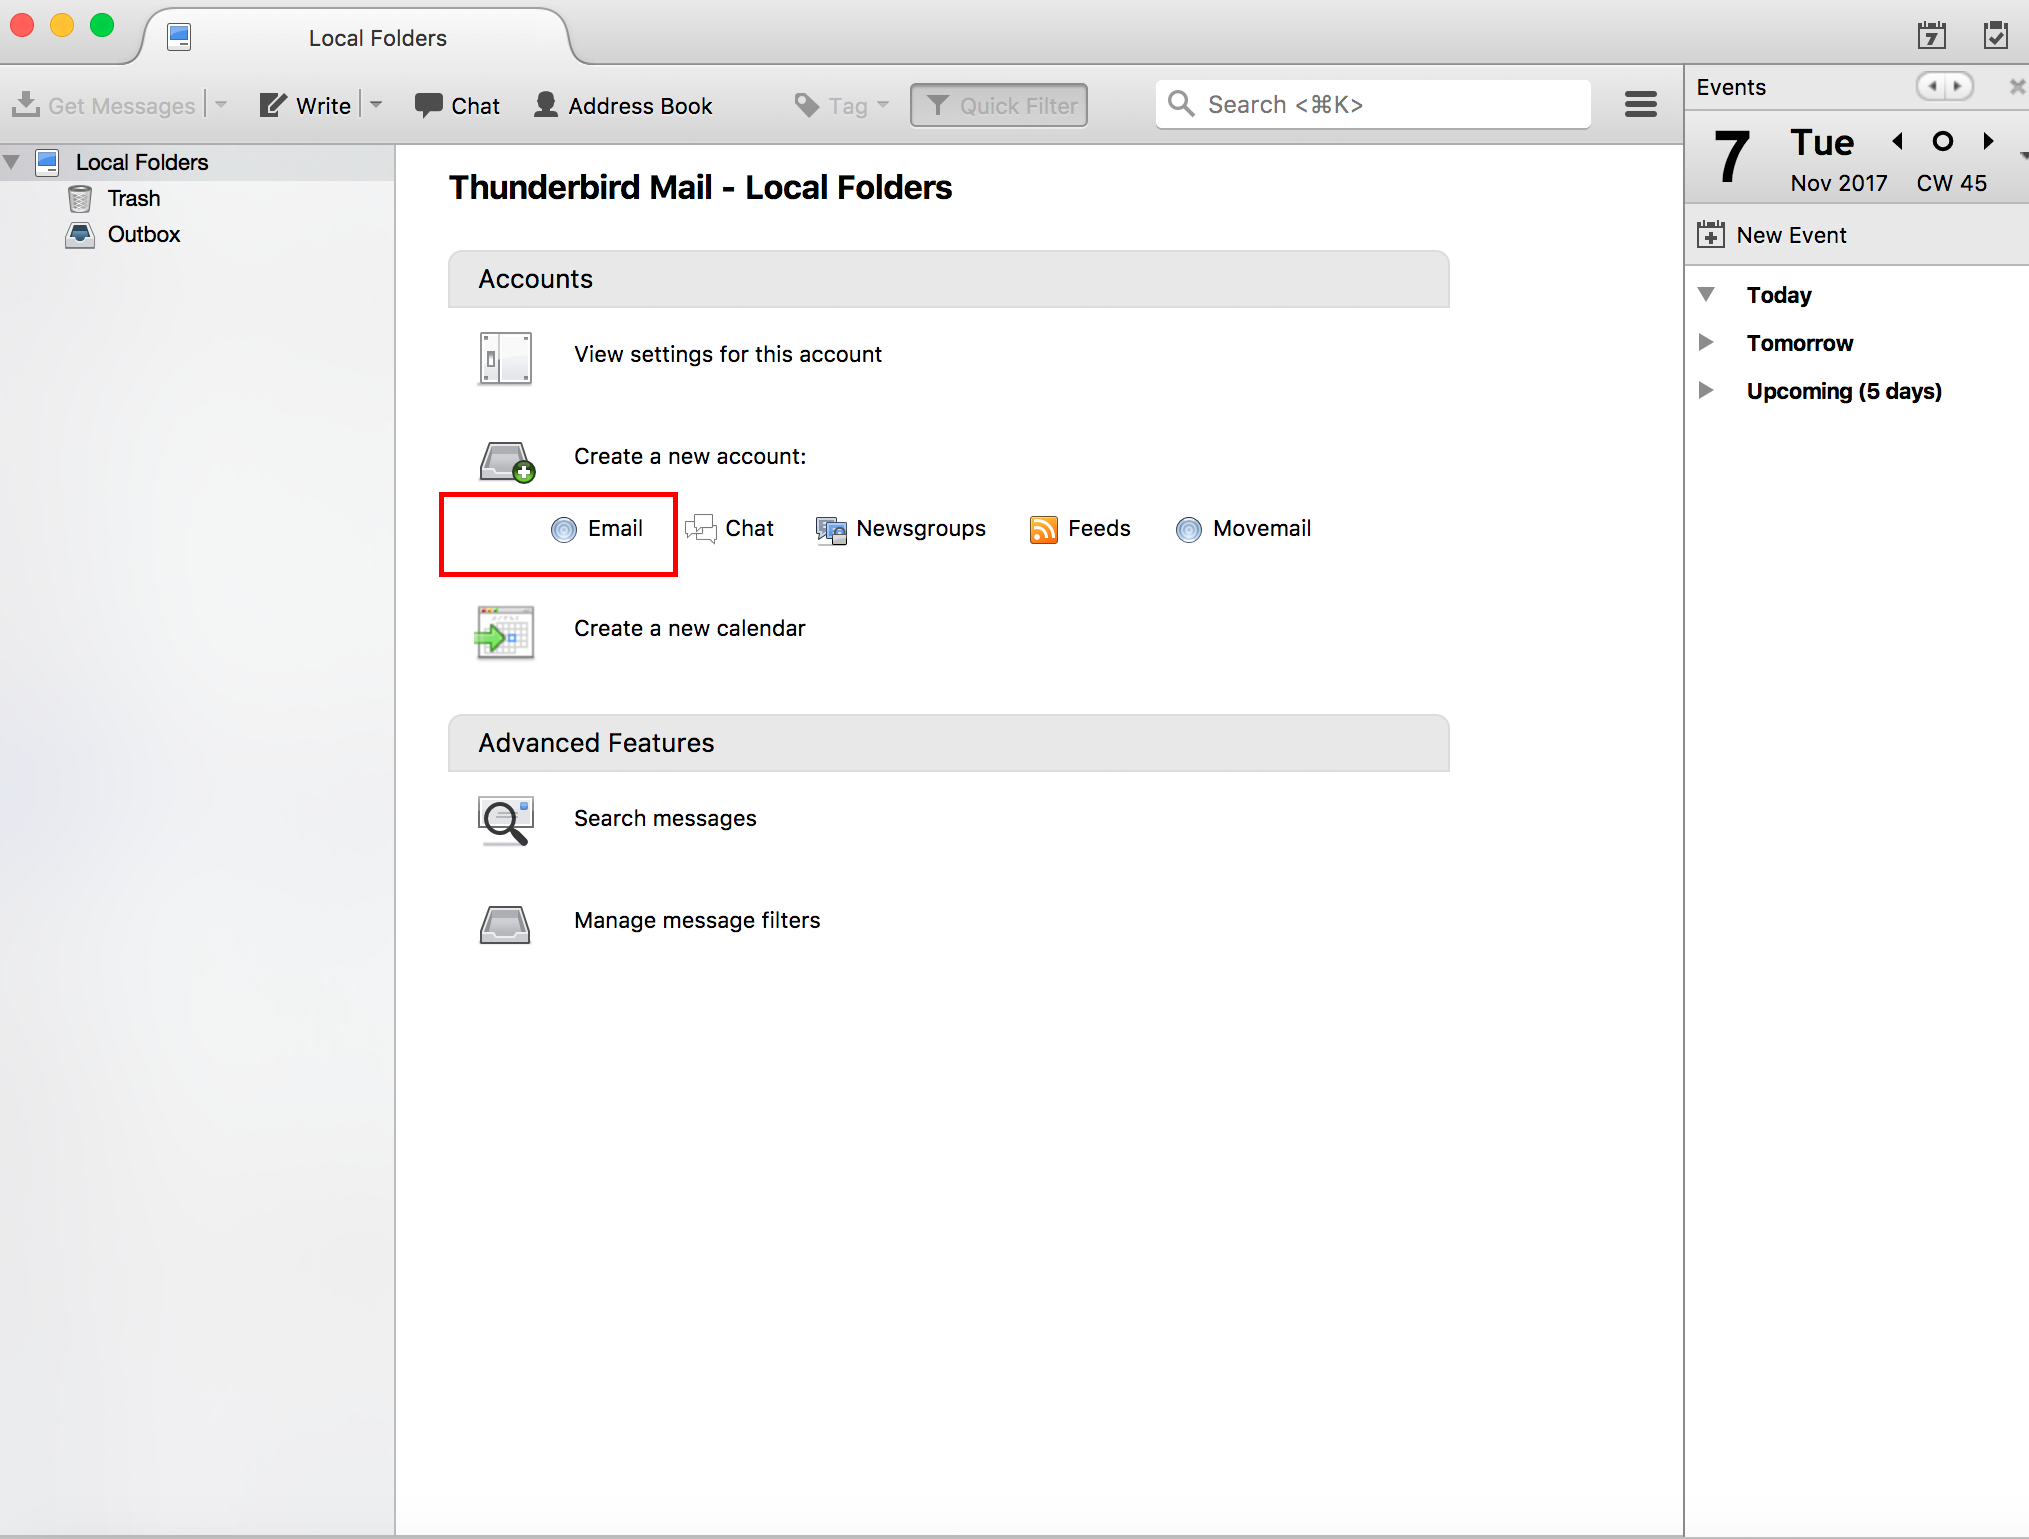 Local Folders
Get Messages
Write
Chat
Address Book
Tag
Quick Filter
Search <⌘K>
Events
7
Tue
Nov 2017
CW 45
New Event
Today
Tomorrow
Upcoming (5 days)
Local Folders
Trash
Outbox
Thunderbird Mail - Local Folders
Accounts
View settings for this account
Create a new account:
Email
Chat
Newsgroups
Feeds
Movemail
Create a new calendar
Advanced Features
Search messages
Manage message filters